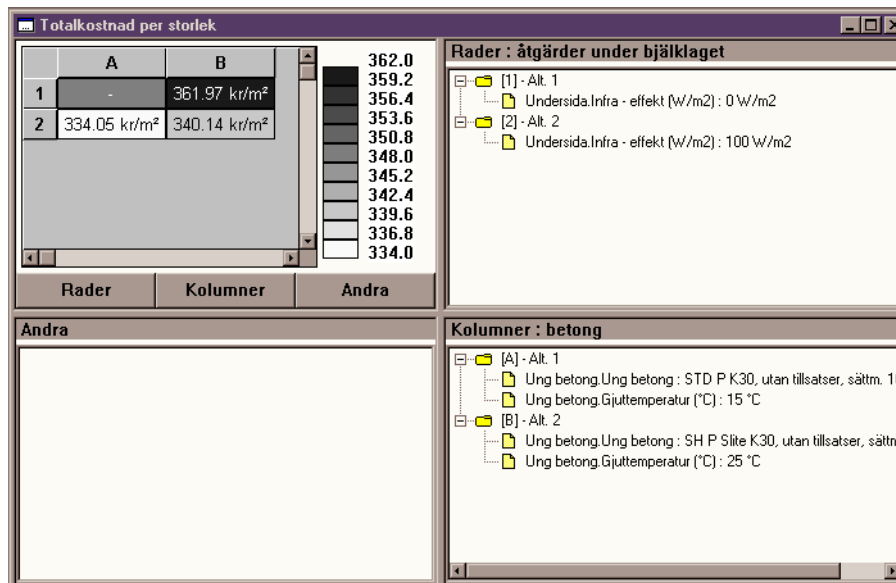 Totalkostnad per storlek
A B
1 - 361.97 kr/m²
2 334.05 kr/m² 340.14 kr/m²
362.0
359.2
356.4
353.6
350.8
348.0
345.2
342.4
339.6
336.8
334.0
Rader Kolumner Andra
Rader : åtgärder under bjälklaget
[1] - Alt. 1
Undersida.Infra - effekt (W/m2) : 0 W/m2
[2] - Alt. 2
Undersida.Infra - effekt (W/m2) : 100 W/m2
Andra
Kolumner : betong
[A] - Alt. 1
Ung betong.Ung betong : STD P K30, utan tillsatser, sättm.
Ung betong.Gjuttemperatur (°C) : 15 °C
[B] - Alt. 2
Ung betong.Ung betong : SH P Slite K30, utan tillsatser,
Ung betong.Gjuttemperatur (°C) : 25 °C